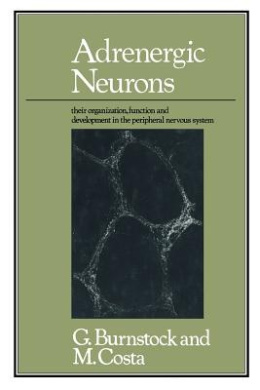 Adrenergic
Neurons
their organization, function and
development in the peripheral nervous system
G. Burnstock and
M. Costa